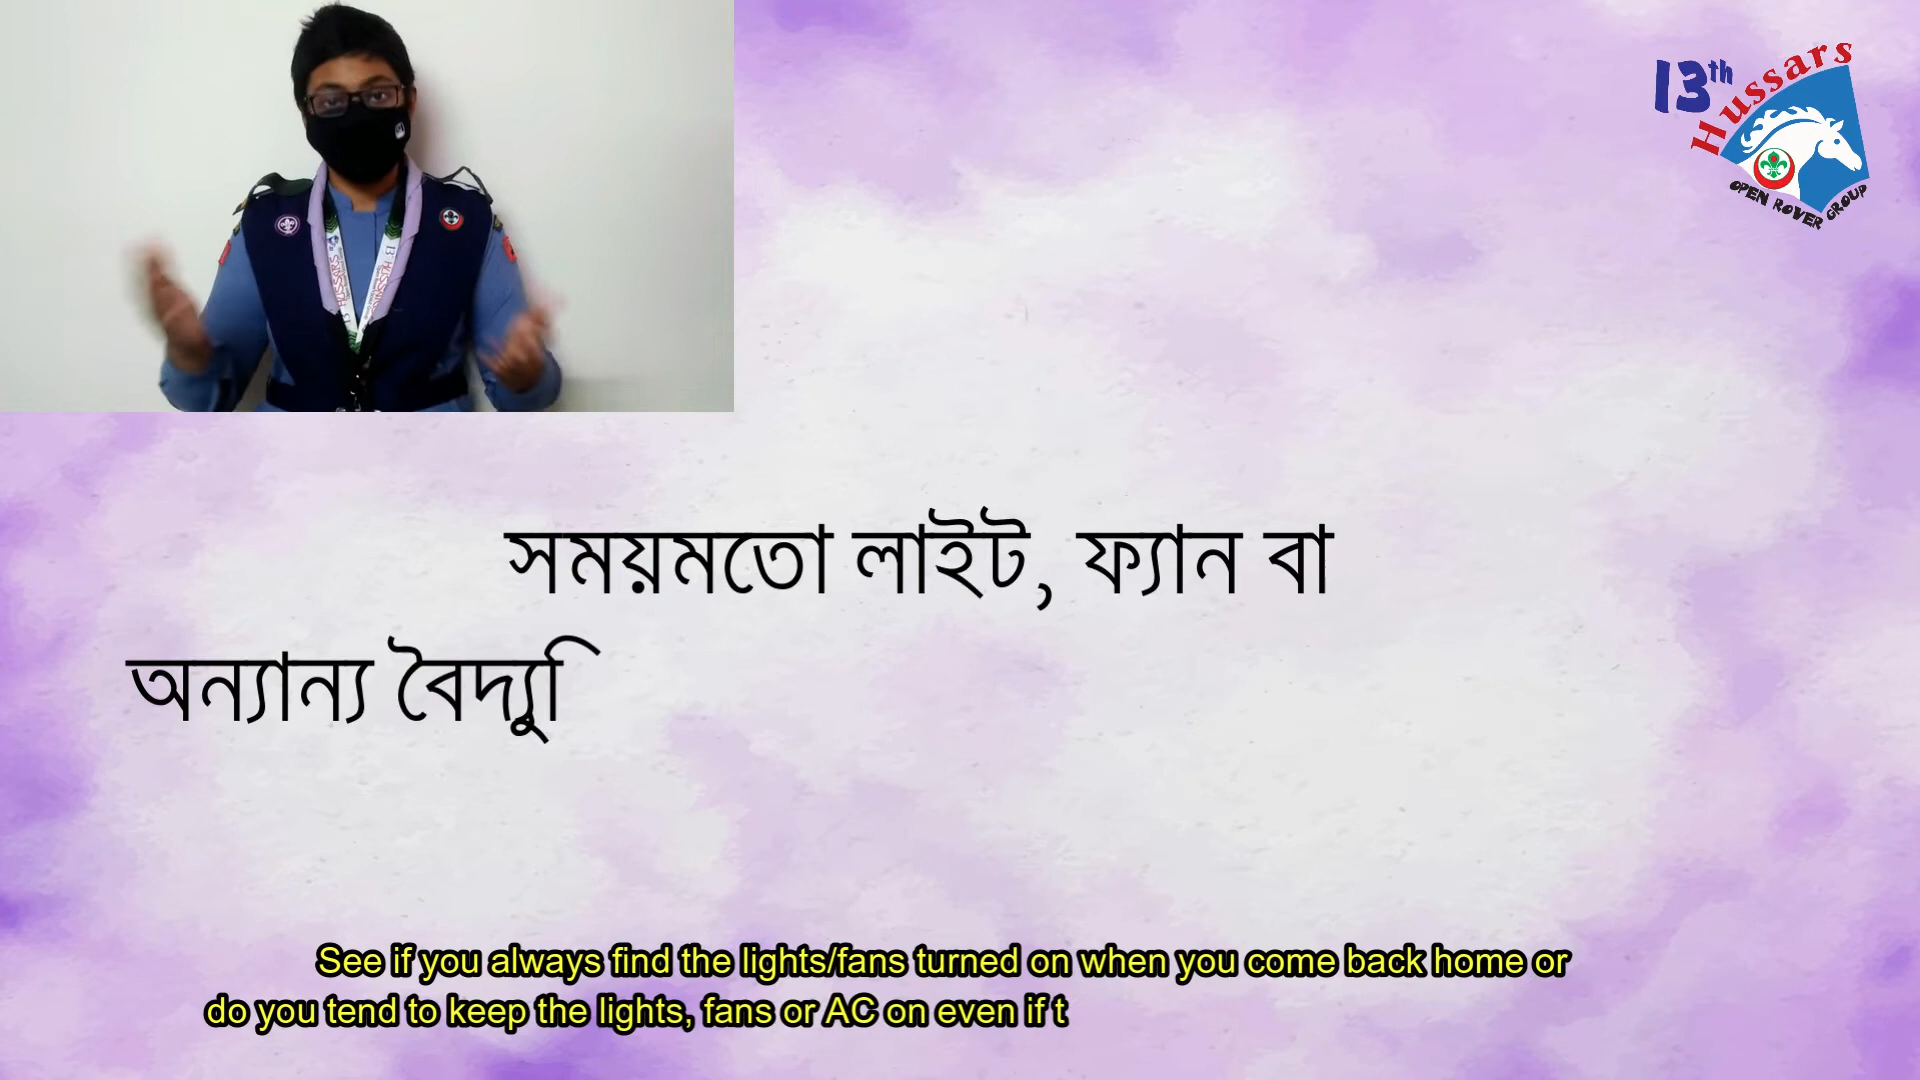 13th
Hussars
OPEN ROVER GROUP
সময়মতো লাইট, ফ্যান বা
অন্যান্য বৈদ্যুি
See if you always find the lights/fans turned on when you come back home or
do you tend to keep the lights, fans or AC on even if t